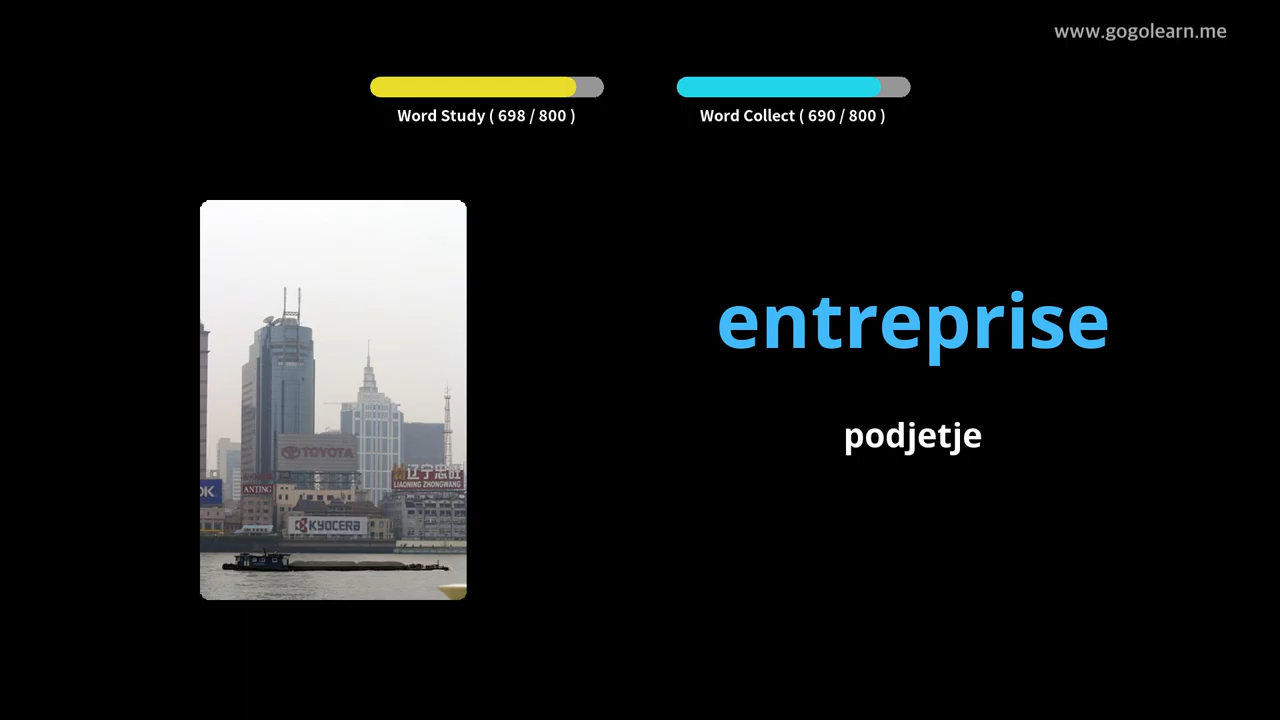 www.gogolearn.me
Word Study ( 698 / 800 )
Word Collect ( 690 / 800 )
entreprise
podjetje
TOYOTA
辽宁忠旺
LIAONING ZHONGWANG
ANTING
KYOCERA